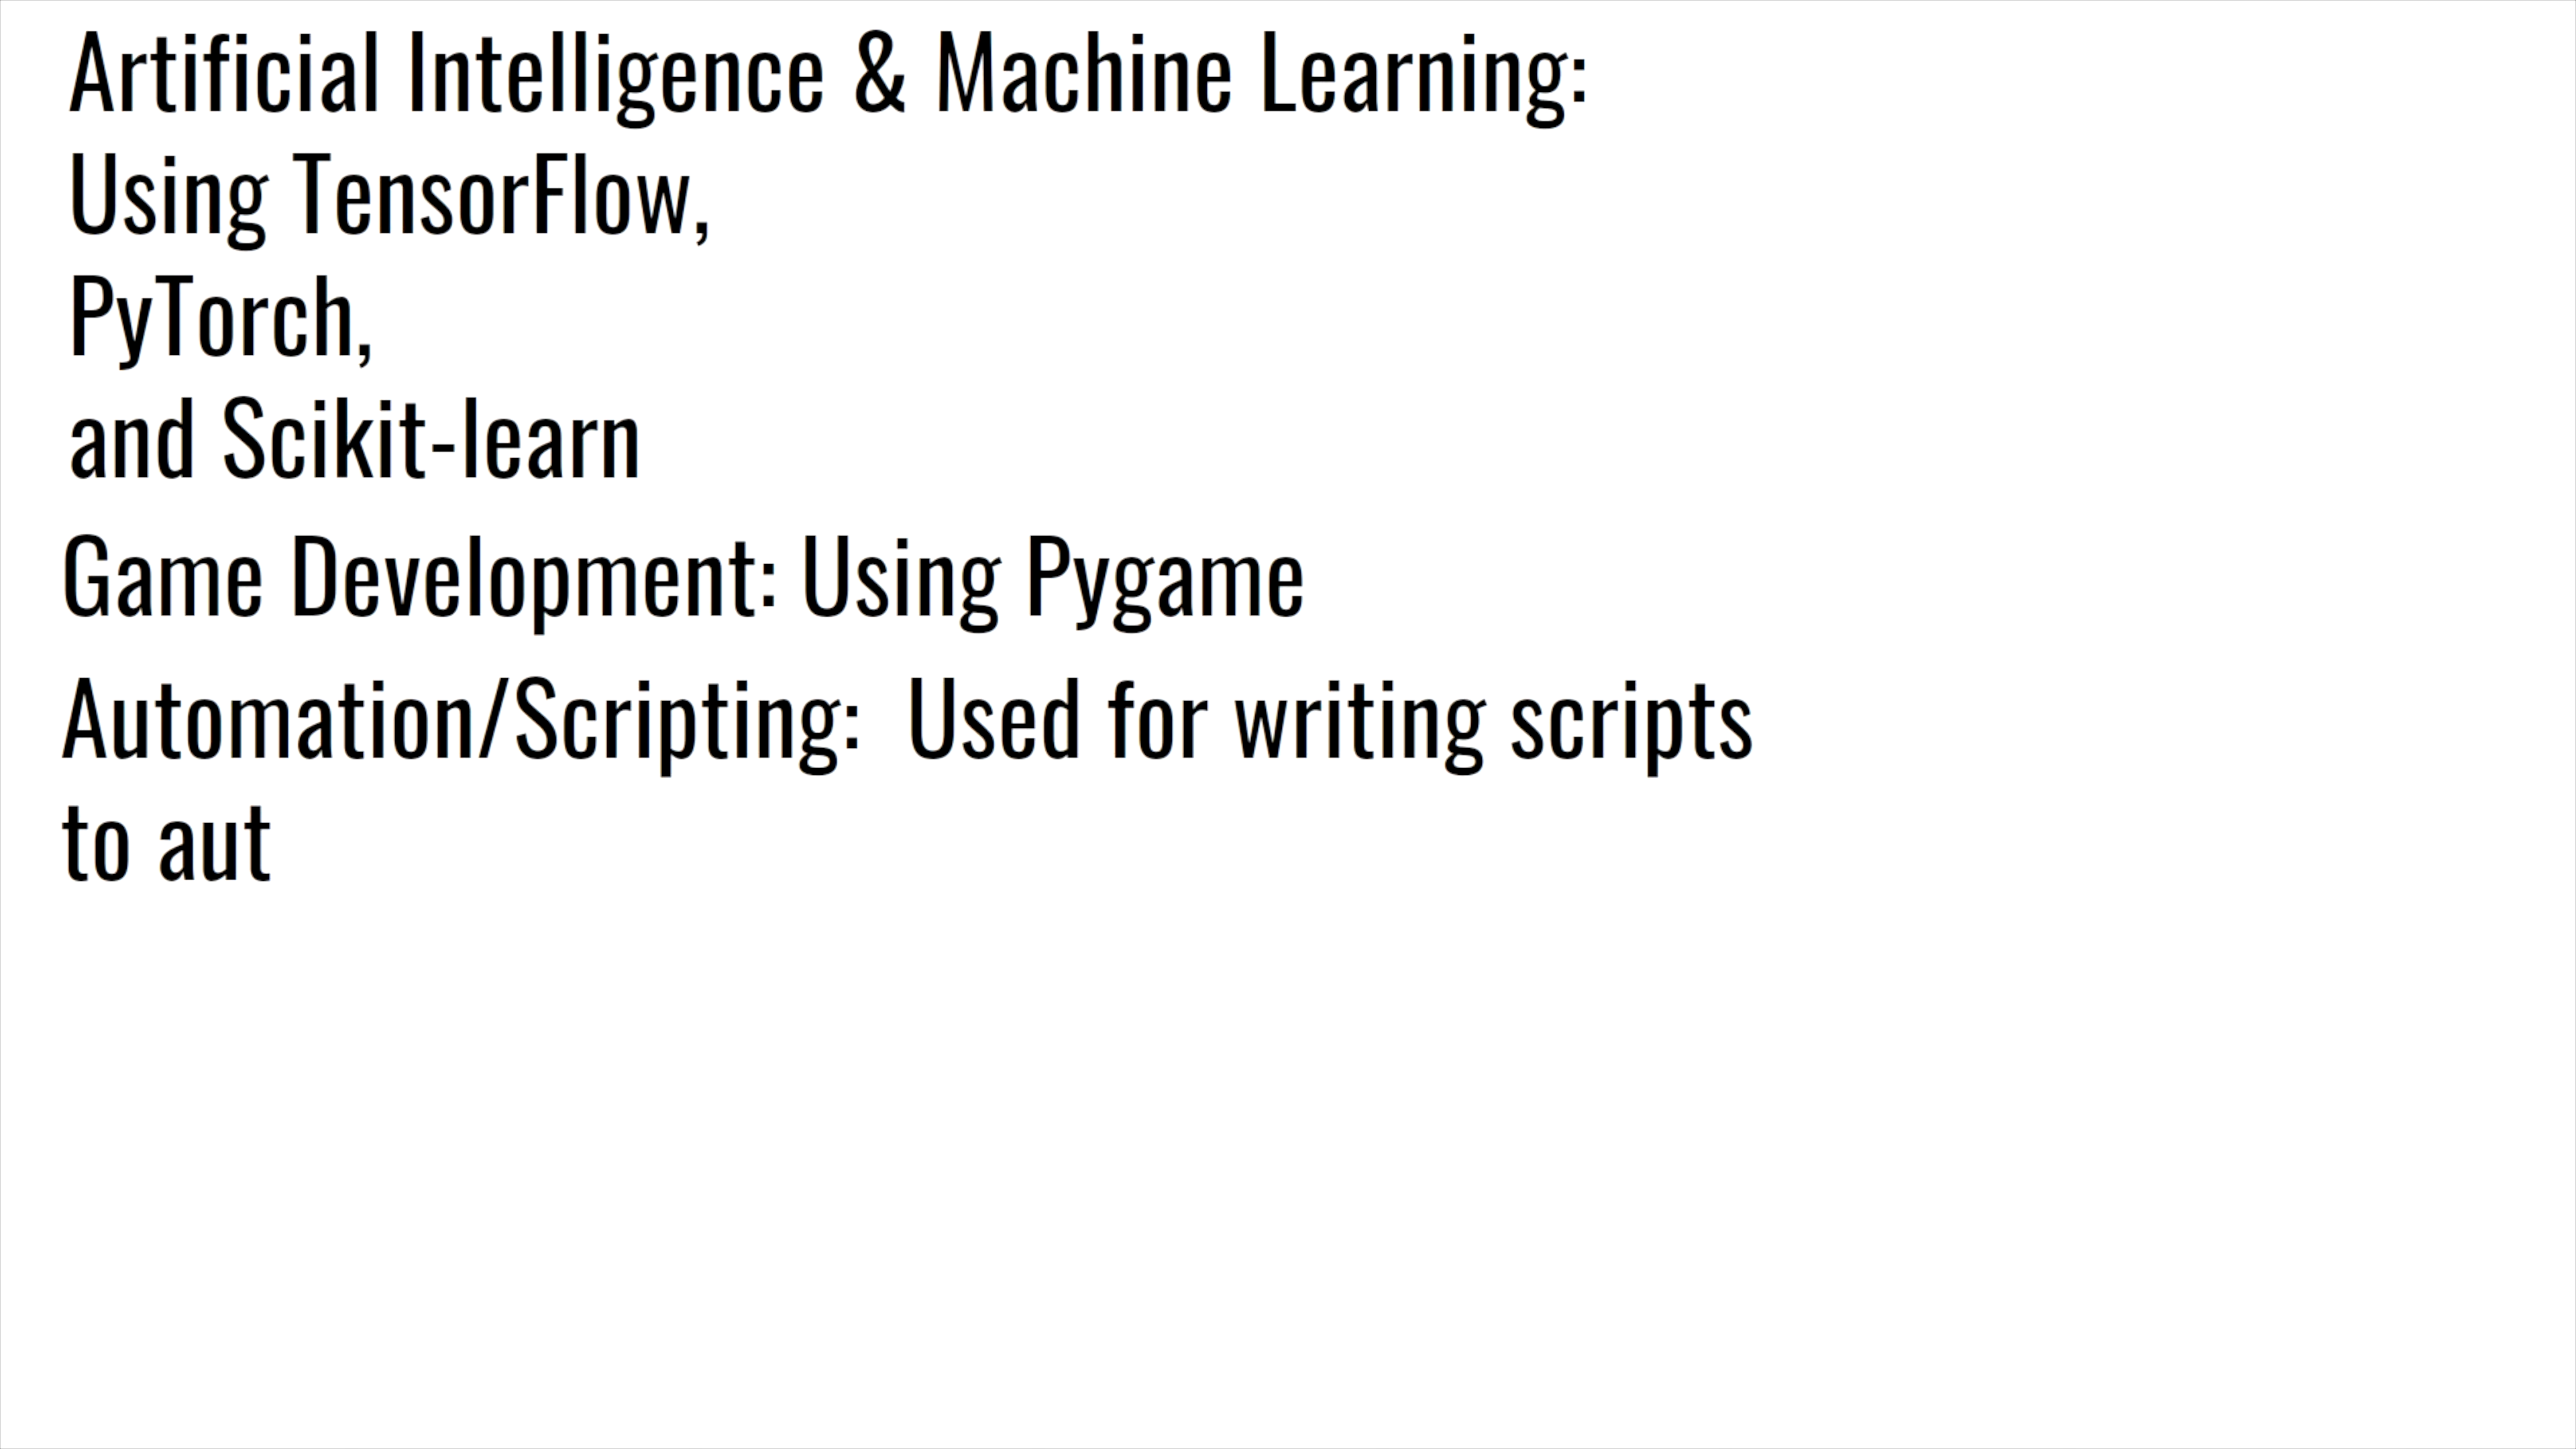 Artificial Intelligence & Machine Learning:
Using TensorFlow,
PyTorch,
and Scikit-learn
Game Development: Using Pygame
Automation/Scripting:  Used for writing scripts
to aut